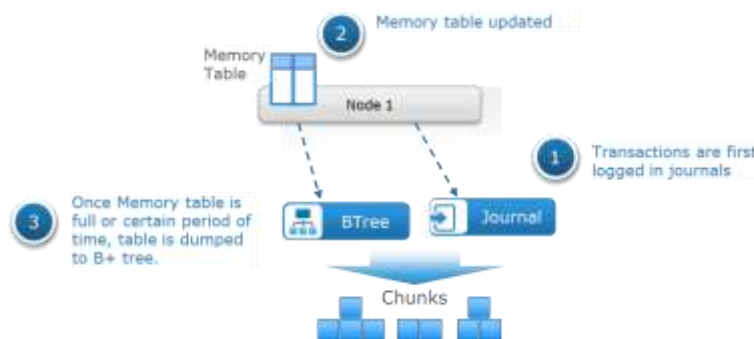 2
Memory table updated
Memory
Table
Node 1
1
Transactions are first
logged in journals
3
Once Memory table is
full or certain period of
time, table is dumped
to B+ tree.
BTree
Journal
Chunks